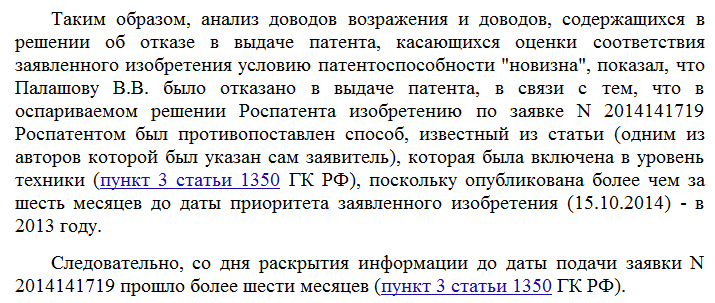 Таким образом, анализ доводов возражения и доводов, содержащихся в
решении об отказе в выдаче патента, касающихся оценки соответствия
заявленного изобретения условию патентоспособности "новизна", показал, что
Палашову В.В. было отказано в выдаче патента, в связи с тем, что в
оспариваемом решении Роспатента изобретению по заявке N 2014141719
Роспатентом был противопоставлен способ, известный из статьи (одним из
авторов которой был указан сам заявитель), которая была включена в уровень
техники (пункт 3 статьи 1350 ГК РФ), поскольку опубликована более чем за
шесть месяцев до даты приоритета заявленного изобретения (15.10.2014) - в
2013 году.
Следовательно, со дня раскрытия информации до даты подачи заявки N
2014141719 прошло более шести месяцев (пункт 3 статьи 1350 ГК РФ).